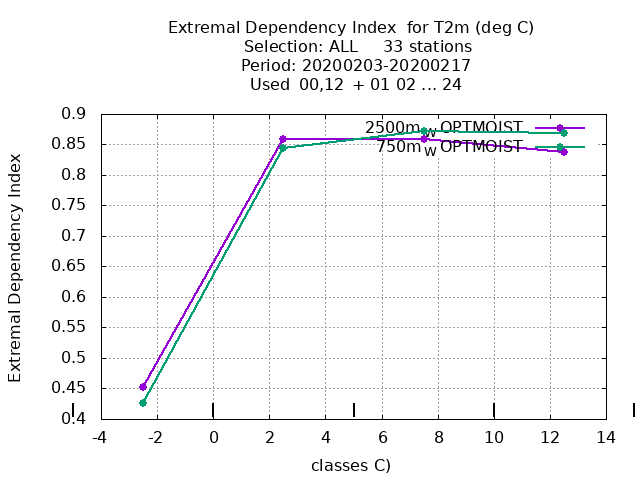 Extremal Dependency Index  for T2m (deg C)
Selection: ALL     33 stations
Period: 20200203-20200217
Used  00,12  + 01 02 ... 24
0.9
0.85
0.8
0.75
0.7
0.65
0.6
0.55
0.5
0.45
0.4
Extremal Dependency Index
2500m_W OPTMOIST
750m_W OPTMOIST
-4 -2 0 2 4 6 8 10 12 14
classes C)